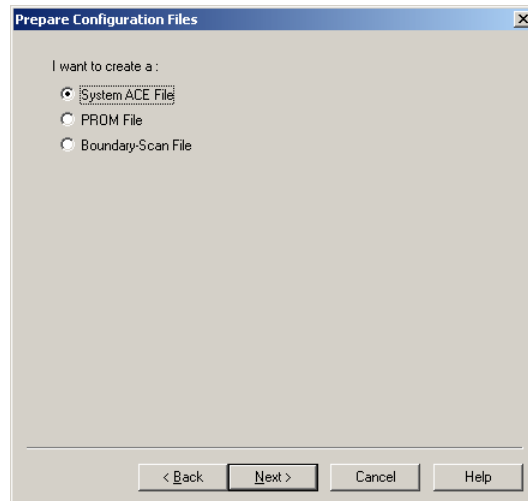 Prepare Configuration Files
I want to create a :
System ACE File
PROM File
Boundary-Scan File
< Back Next > Cancel Help